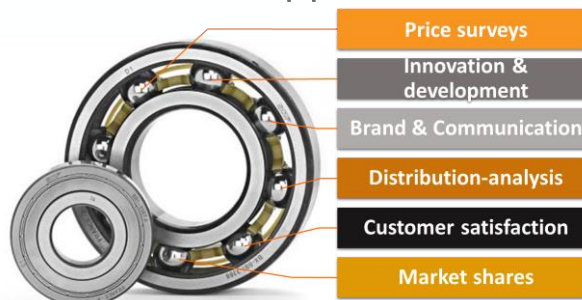 Price surveys
Innovation &
development
Brand & Communication
Distribution-analysis
Customer satisfaction
Market shares